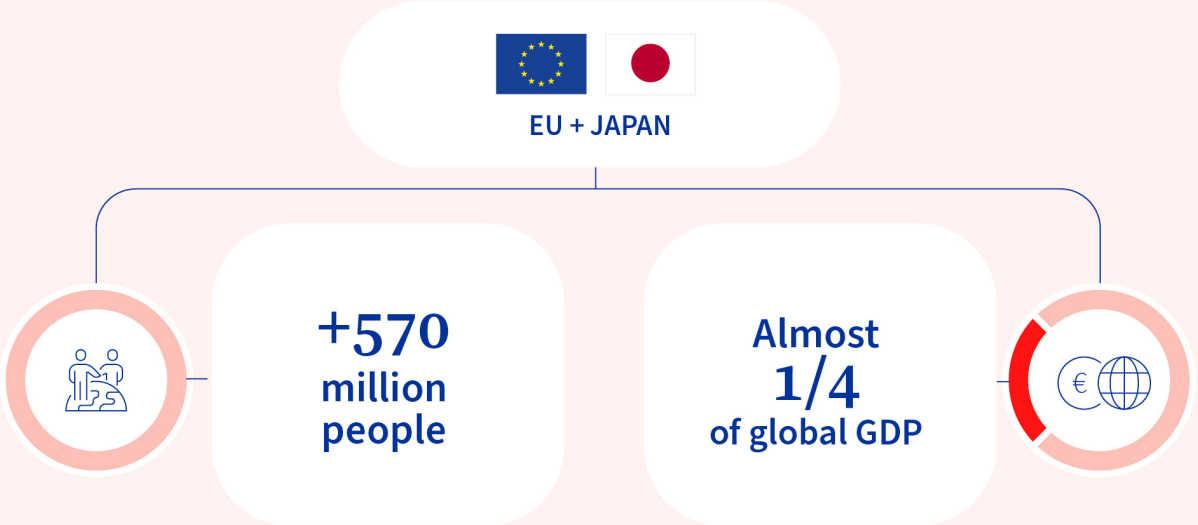 EU + JAPAN
+570
million
people
Almost
1/4
of global GDP
€